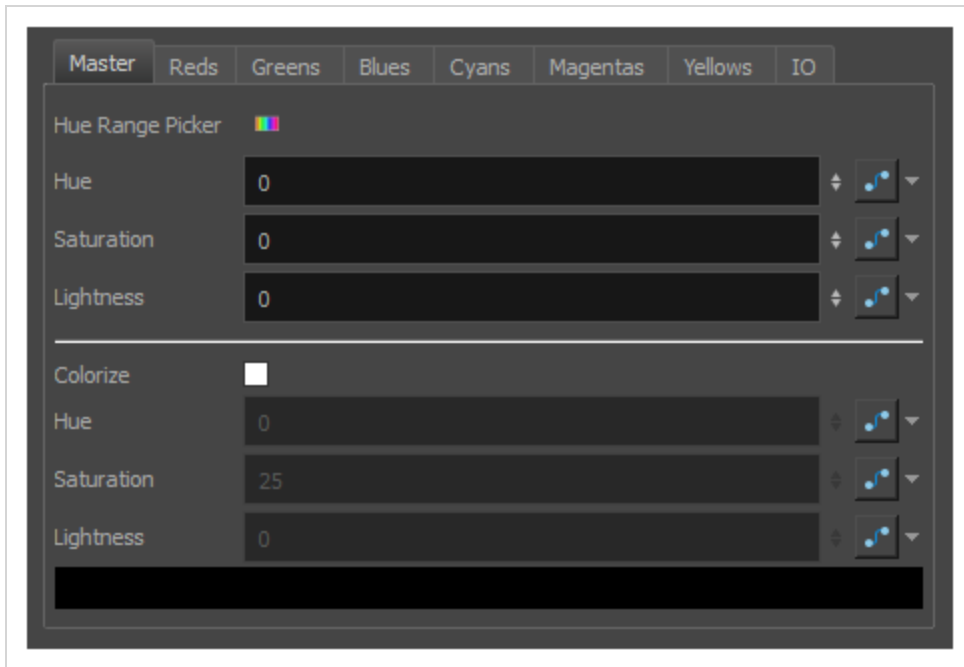 Master Reds Greens Blues Cyans Magentas Yellows IO
Hue Range Picker
Hue 0
Saturation 0
Lightness 0
Colorize
Hue 0
Saturation 25
Lightness 0